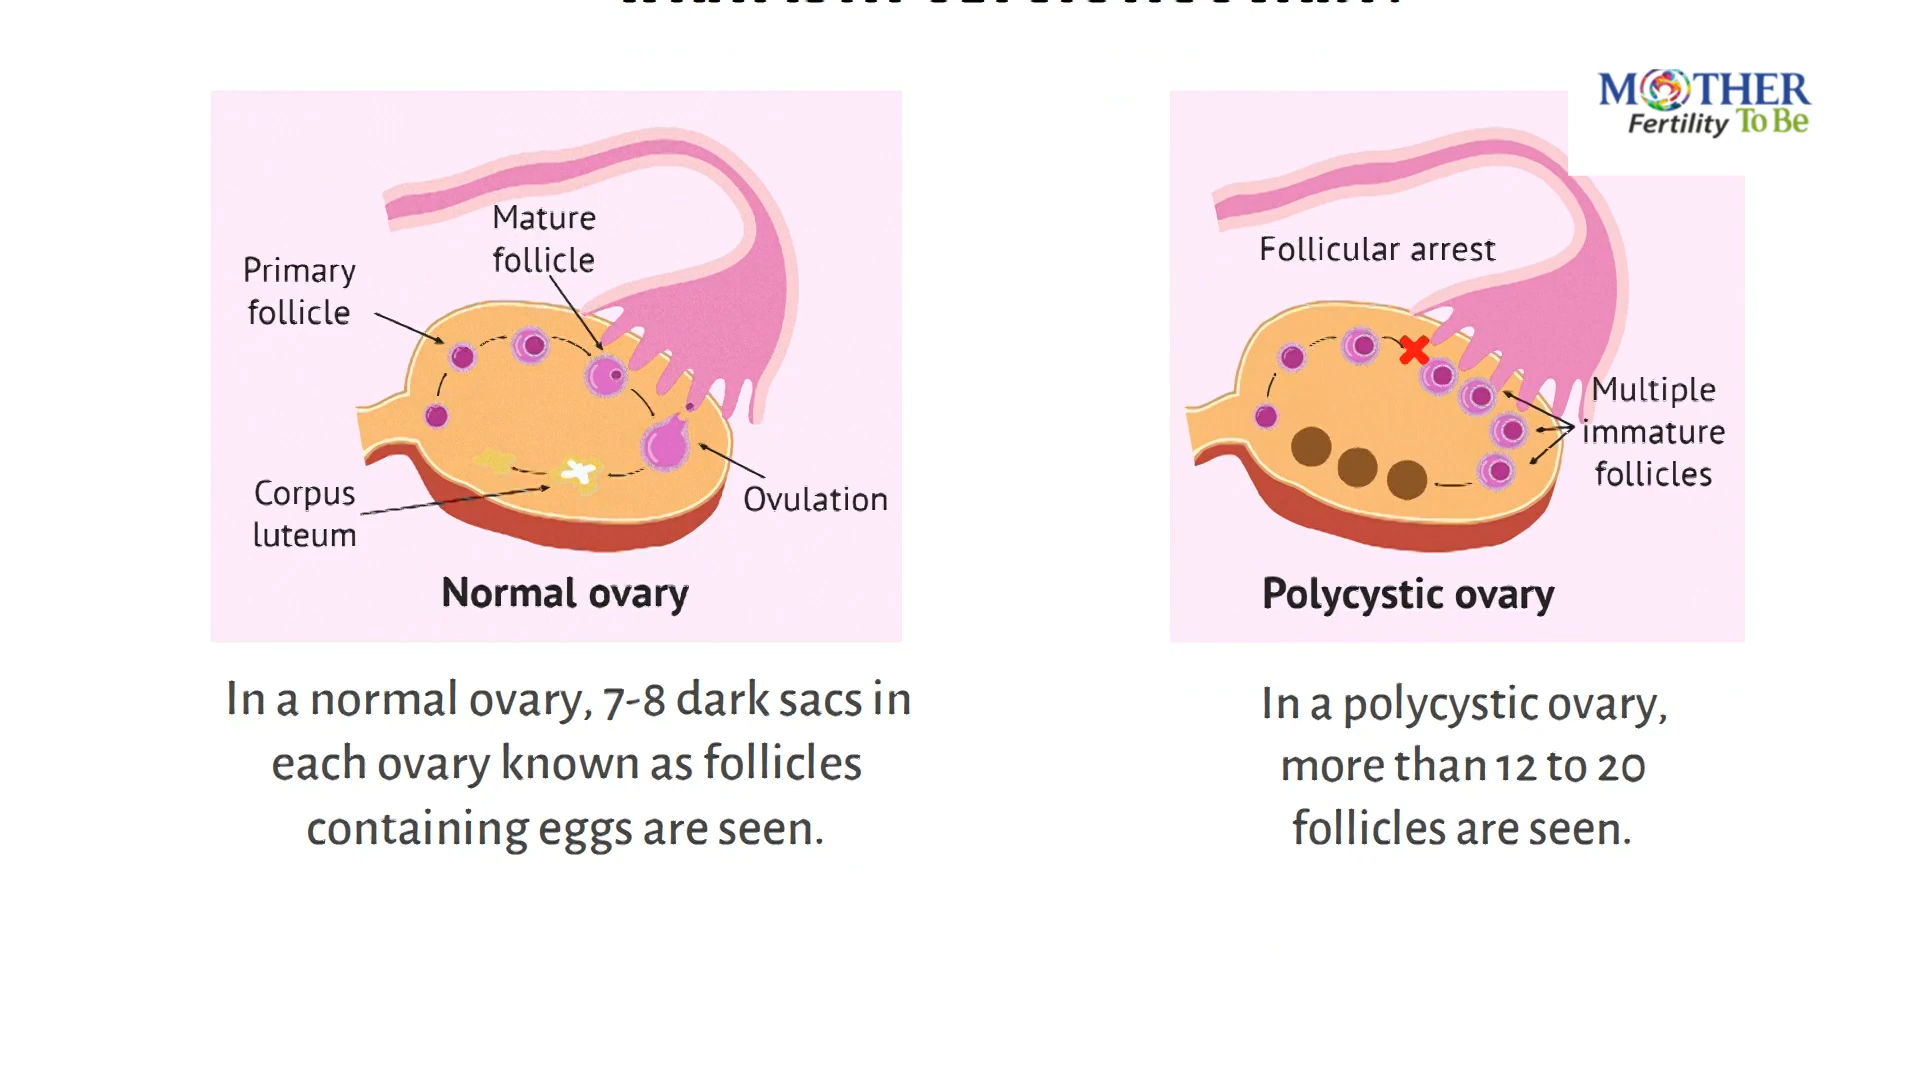 MOTHER
Fertility To Be
Mature
follicle
Primary
follicle
Corpus
luteum
Ovulation
Normal ovary
In a normal ovary, 7-8 dark sacs in
each ovary known as follicles
containing eggs are seen.
Follicular arrest
Multiple
immature
follicles
Polycystic ovary
In a polycystic ovary,
more than 12 to 20
follicles are seen.